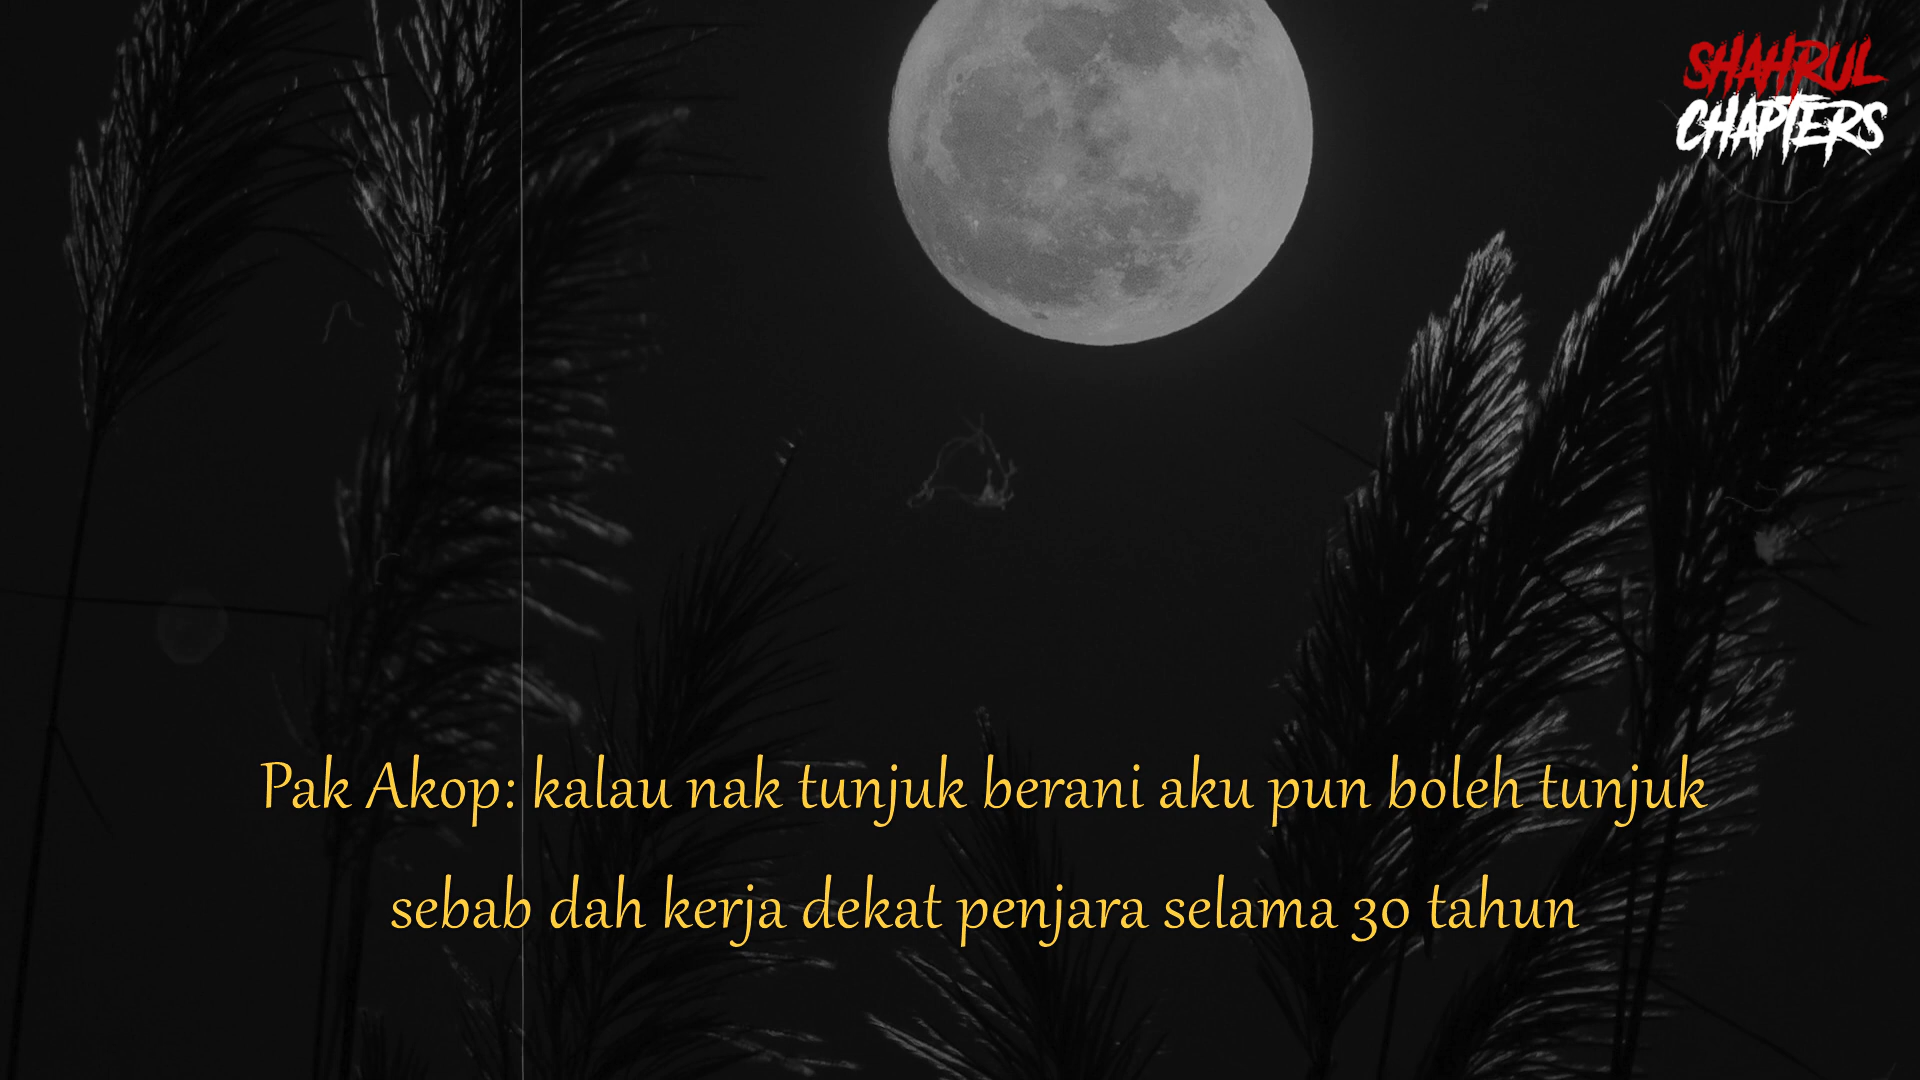 SHAHRUL
CHAPTERS
Pak Akop: kalau nak tunjuk berani aku pun boleh tunjuk
sebab dah kerja dekat penjara selama 30 tahun